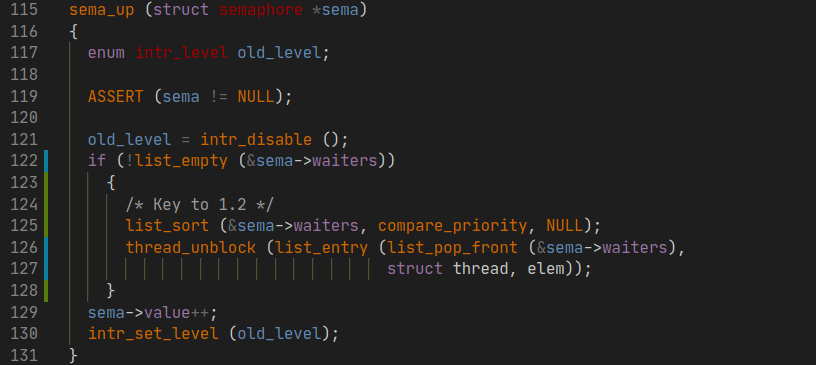 115 sema_up (struct semaphore *sema)
116 {
117   enum intr_level old_level;
118
119   ASSERT (sema != NULL);
120
121   old_level = intr_disable ();
122   if (!list_empty (&sema->waiters))
123     {
124       /* Key to 1.2 */
125       list_sort (&sema->waiters, compare_priority, NULL);
126       thread_unblock (list_entry (list_pop_front (&sema->waiters),
127                                   struct thread, elem));
128     }
129   sema->value++;
130   intr_set_level (old_level);
131 }